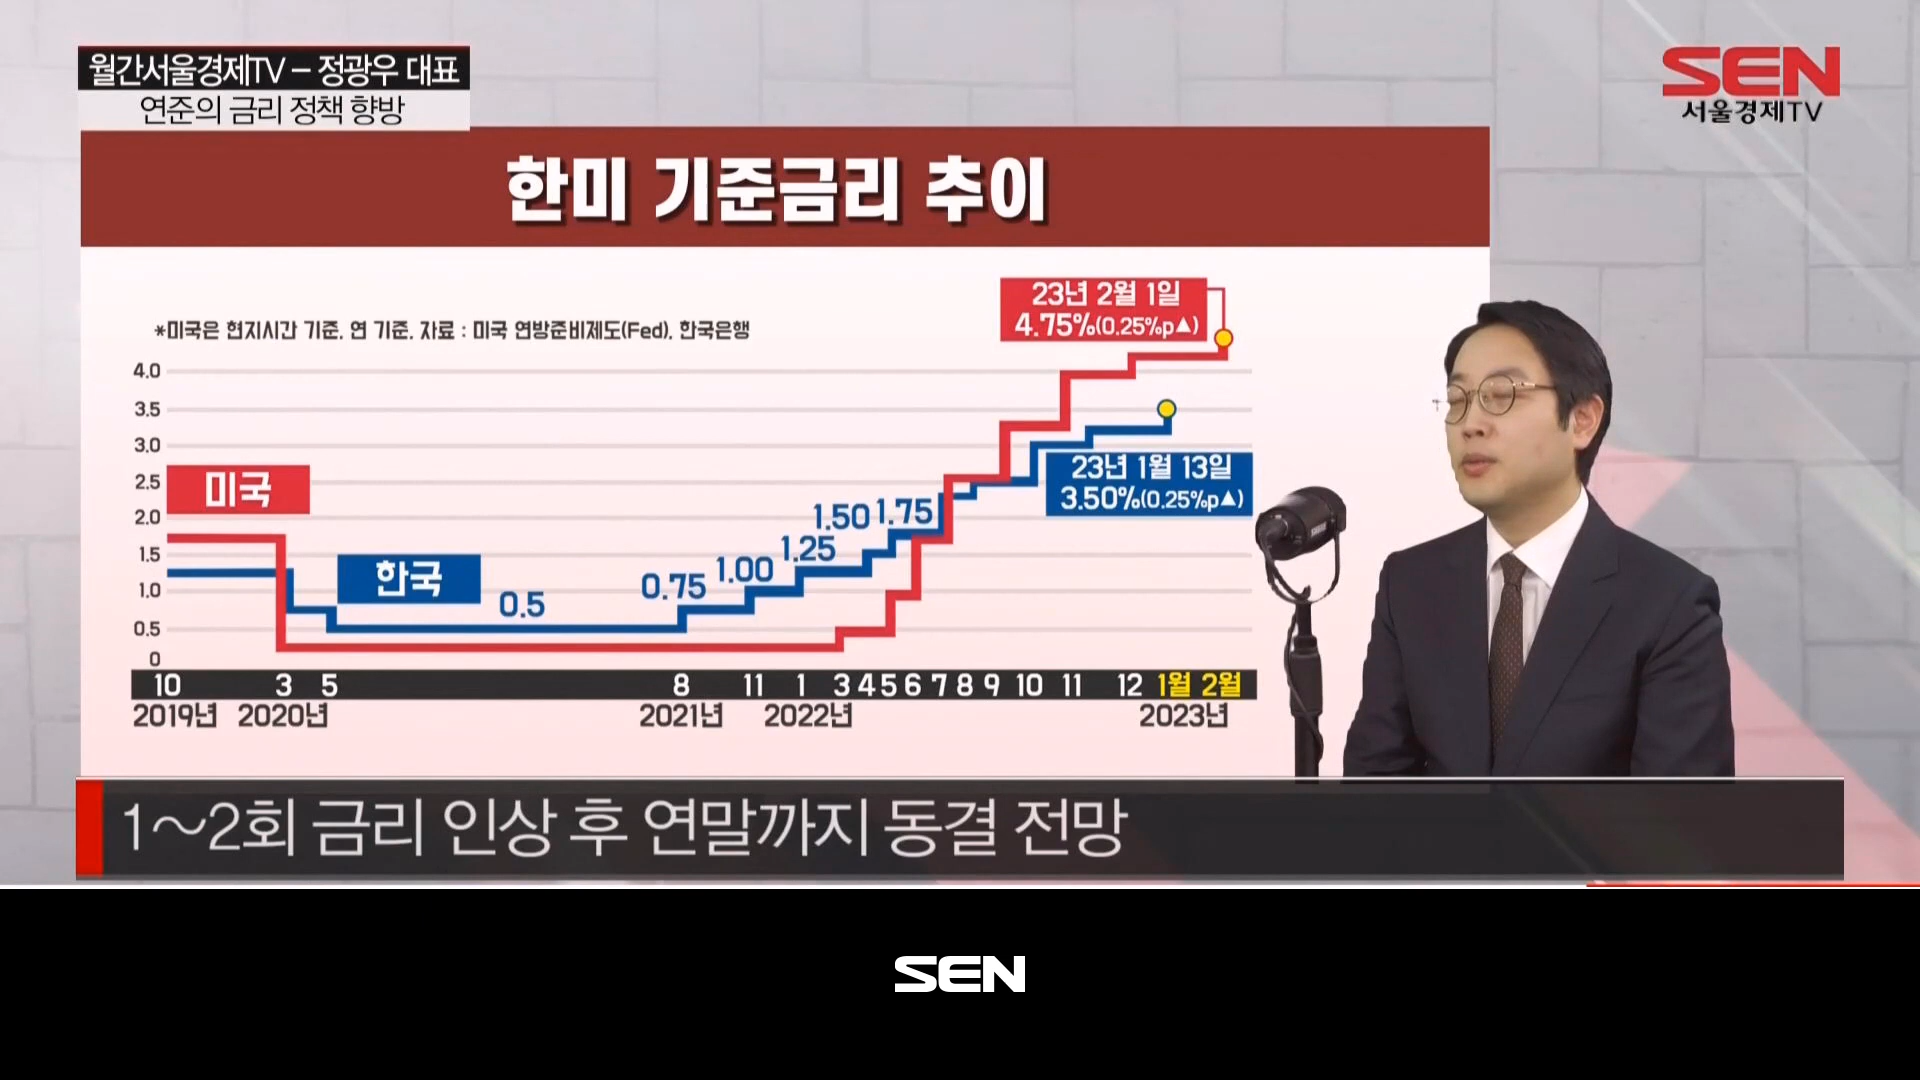 월간서울경제TV – 정광우 대표
연준의 금리 정책 향방
SEN
서울경제TV
한미 기준금리 추이
*미국은 현지시간 기준. 연 기준. 자료 : 미국 연방준비제도(Fed). 한국은행
23년 2월 1일
4.75%(0.25%p▲)
4.0
3.5
3.0
2.5
2.0
1.5
1.0
0.5
0
미국
한국
0.5
0.75
1.00
1.25
1.50
1.75
23년 1월 13일
3.50%(0.25%p▲)
10 3 5 8 11 1 3 4 5 6 7 8 9 10 11 12 1월 2월
2019년 2020년 2021년 2022년 2023년
1~2회 금리 인상 후 연말까지 동결 전망
SEN